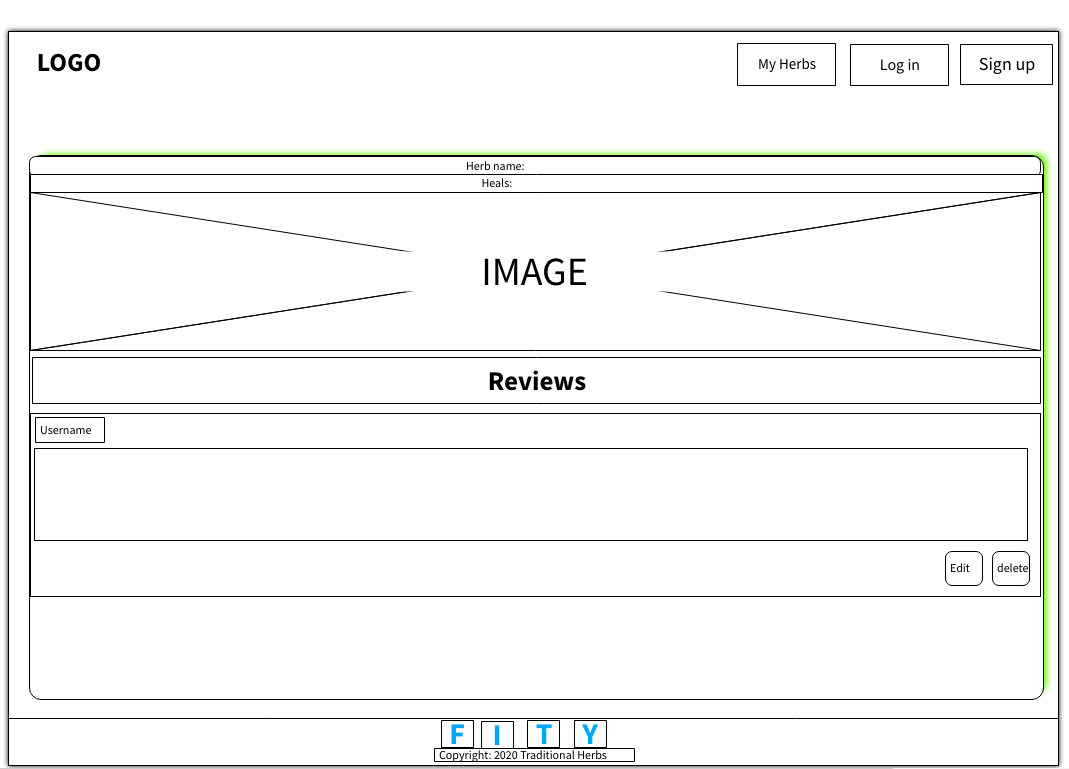 LOGO
My Herbs
Log in
Sign up
Herb name:
Heals:
IMAGE
Reviews
Username
Edit
delete
F I T Y
Copyright: 2020 Traditional Herbs